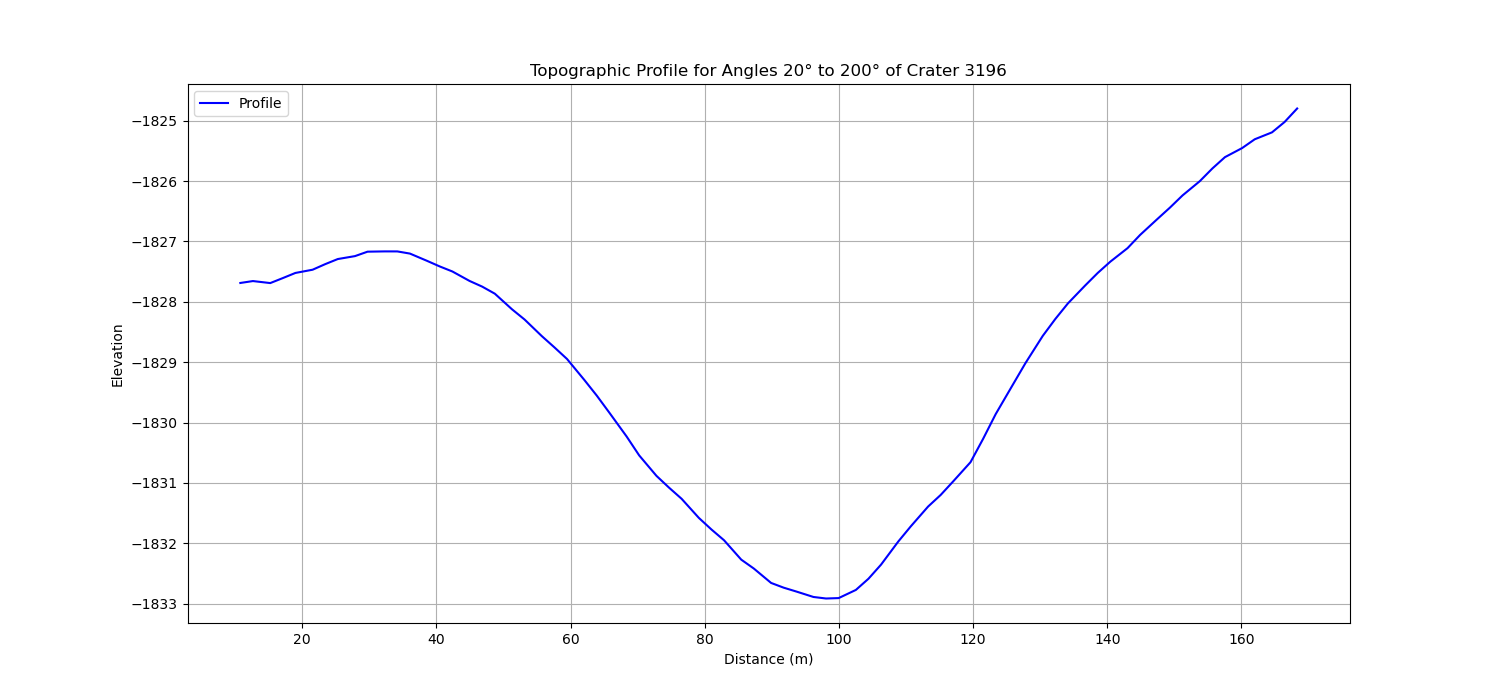 Topographic Profile for Angles 20° to 200° of Crater 3196
Profile
−1825
−1826
−1827
−1828
−1829
−1830
−1831
−1832
−1833
Elevation
20 40 60 80 100 120 140 160
Distance (m)